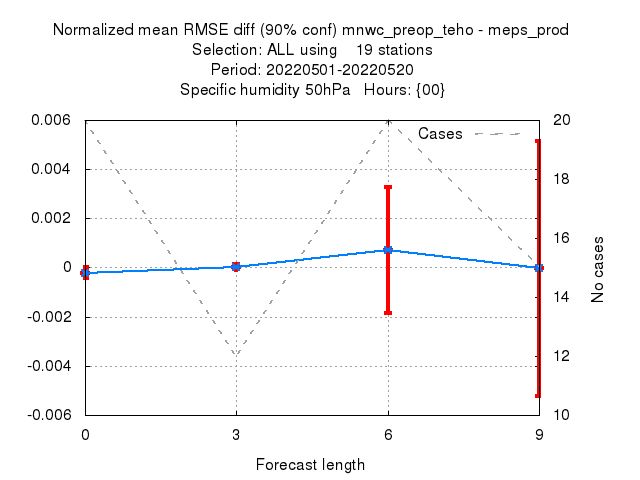 Normalized mean RMSE diff (90% conf) mnwc_preop_teho - meps_prod
Selection: ALL using    19 stations
Period: 20220501-20220520
Specific humidity 50hPa   Hours: {00}
Cases
0.006
0.004
0.002
0
-0.002
-0.004
-0.006
20
18
16
14
12
10
No cases
0 3 6 9
Forecast length